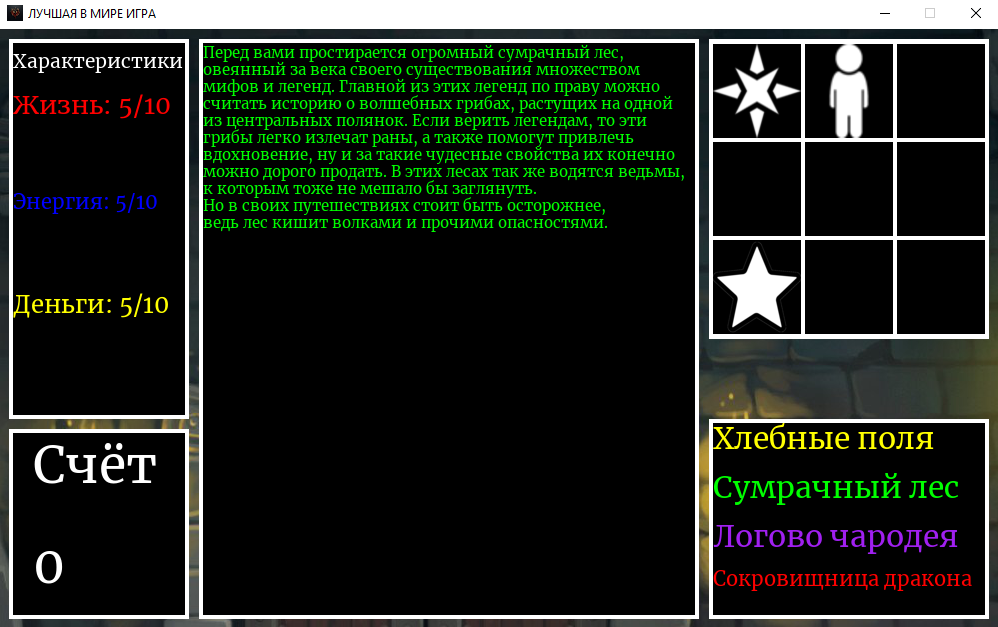 ЛУЧШАЯ В МИРЕ ИГРА
Характеристики
Жизнь: 5/10
Энергия: 5/10
Деньги: 5/10
Счёт
0
Перед вами простирается огромный сумрачный лес,
овеянный за века своего существования множеством
мифов и легенд. Главной из этих легенд по праву можно
считать историю о волшебных грибах, растущих на одной
из центральных полянок. Если верить легендам, то эти
грибы легко излечат раны, а также помогут привлечь
вдохновение, ну и за такие чудесные свойства их конечно
можно дорого продать. В этих лесах так же водятся ведьмы,
к которым тоже не мешало бы заглянуть.
Но в своих путешествиях стоит быть осторожнее,
ведь лес кишит волками и прочими опасностями.
Хлебные поля
Сумрачный лес
Логово чародея
Сокровищница дракона